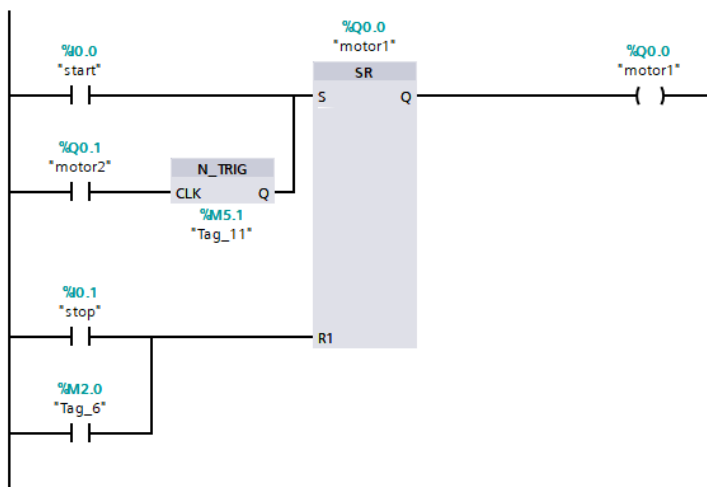 %Q0.0
"motor1"
%I0.0
"start"
SR
S
Q
%Q0.0
"motor1"
%Q0.1
"motor2"
N_TRIG
CLK
Q
%M5.1
"Tag_11"
%I0.1
"stop"
R1
%M2.0
"Tag_6"